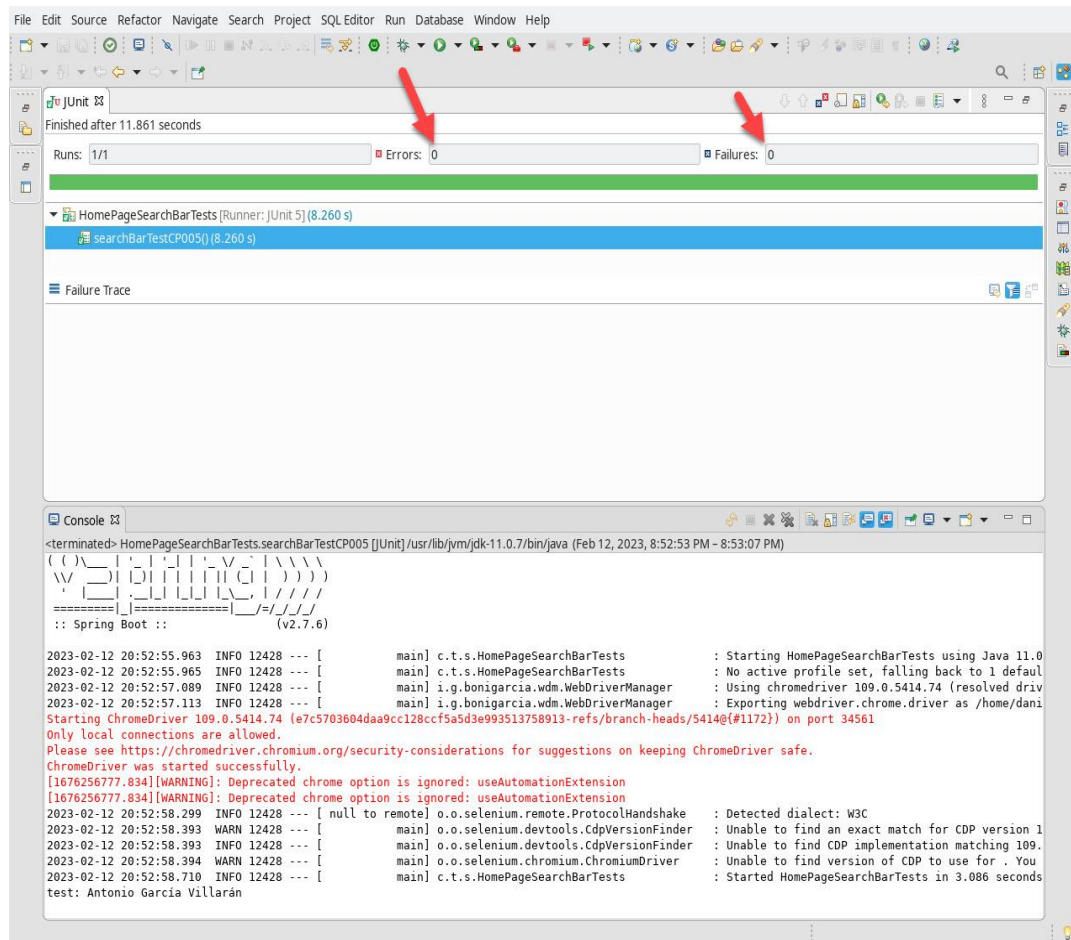 File Edit Source Refactor Navigate Search Project SQL Editor Run Database Window Help
JUnit
Finished after 11.861 seconds
Runs: 1/1 Errors: 0 Failures: 0
HomePageSearchBarTests [Runner: JUnit 5] (8.260 s)
searchBarTestCP005() (8.260 s)
Failure Trace
Console
<terminated> HomePageSearchBarTests.searchBarTestCP005 [JUnit] /usr/lib/jvm/jdk-11.0.7/bin/java (Feb 12, 2023, 8:52:53 PM – 8:53:07 PM)
( ( )\___ | '_ | '_| | '_ \/ _` | \ \ \ \
 \\/  ___)| |_)| | | | | || (_| |  ) ) ) )
  '  |____| .__|_| |_|_| |_\__, | / / / /
 =========|_|==============|___/=/_/_/_/
:: Spring Boot :: (v2.7.6)
2023-02-12 20:52:55.963 INFO 12428 --- [ main] c.t.s.HomePageSearchBarTests : Starting HomePageSearchBarTests using Java 11.0
2023-02-12 20:52:55.965 INFO 12428 --- [ main] c.t.s.HomePageSearchBarTests : No active profile set, falling back to 1 defaul
2023-02-12 20:52:57.089 INFO 12428 --- [ main] i.g.bonigarcia.wdm.WebDriverManager : Using chromedriver 109.0.5414.74 (resolved driv
2023-02-12 20:52:57.113 INFO 12428 --- [ main] i.g.bonigarcia.wdm.WebDriverManager : Exporting webdriver.chrome.driver as /home/dani
Starting ChromeDriver 109.0.5414.74 (e7c5703604daa9cc128ccf5a5d3e993513758913-refs/branch-heads/5414@{#1172}) on port 34561
Only local connections are allowed.
Please see https://chromedriver.chromium.org/security-considerations for suggestions on keeping ChromeDriver safe.
ChromeDriver was started successfully.
[1676256777.834][WARNING]: Deprecated chrome option is ignored: useAutomationExtension
[1676256777.834][WARNING]: Deprecated chrome option is ignored: useAutomationExtension
2023-02-12 20:52:58.299 INFO 12428 --- [ null to remote] o.o.selenium.remote.ProtocolHandshake : Detected dialect: W3C
2023-02-12 20:52:58.393 WARN 12428 --- [ main] o.o.selenium.devtools.CdpVersionFinder : Unable to find an exact match for CDP version 1
2023-02-12 20:52:58.393 INFO 12428 --- [ main] o.o.selenium.devtools.CdpVersionFinder : Unable to find CDP implementation matching 109.
2023-02-12 20:52:58.394 WARN 12428 --- [ main] o.o.selenium.chromium.ChromiumDriver : Unable to find version of CDP to use for . You
2023-02-12 20:52:58.710 INFO 12428 --- [ main] c.t.s.HomePageSearchBarTests : Started HomePageSearchBarTests in 3.086 seconds
test: Antonio García Villarán